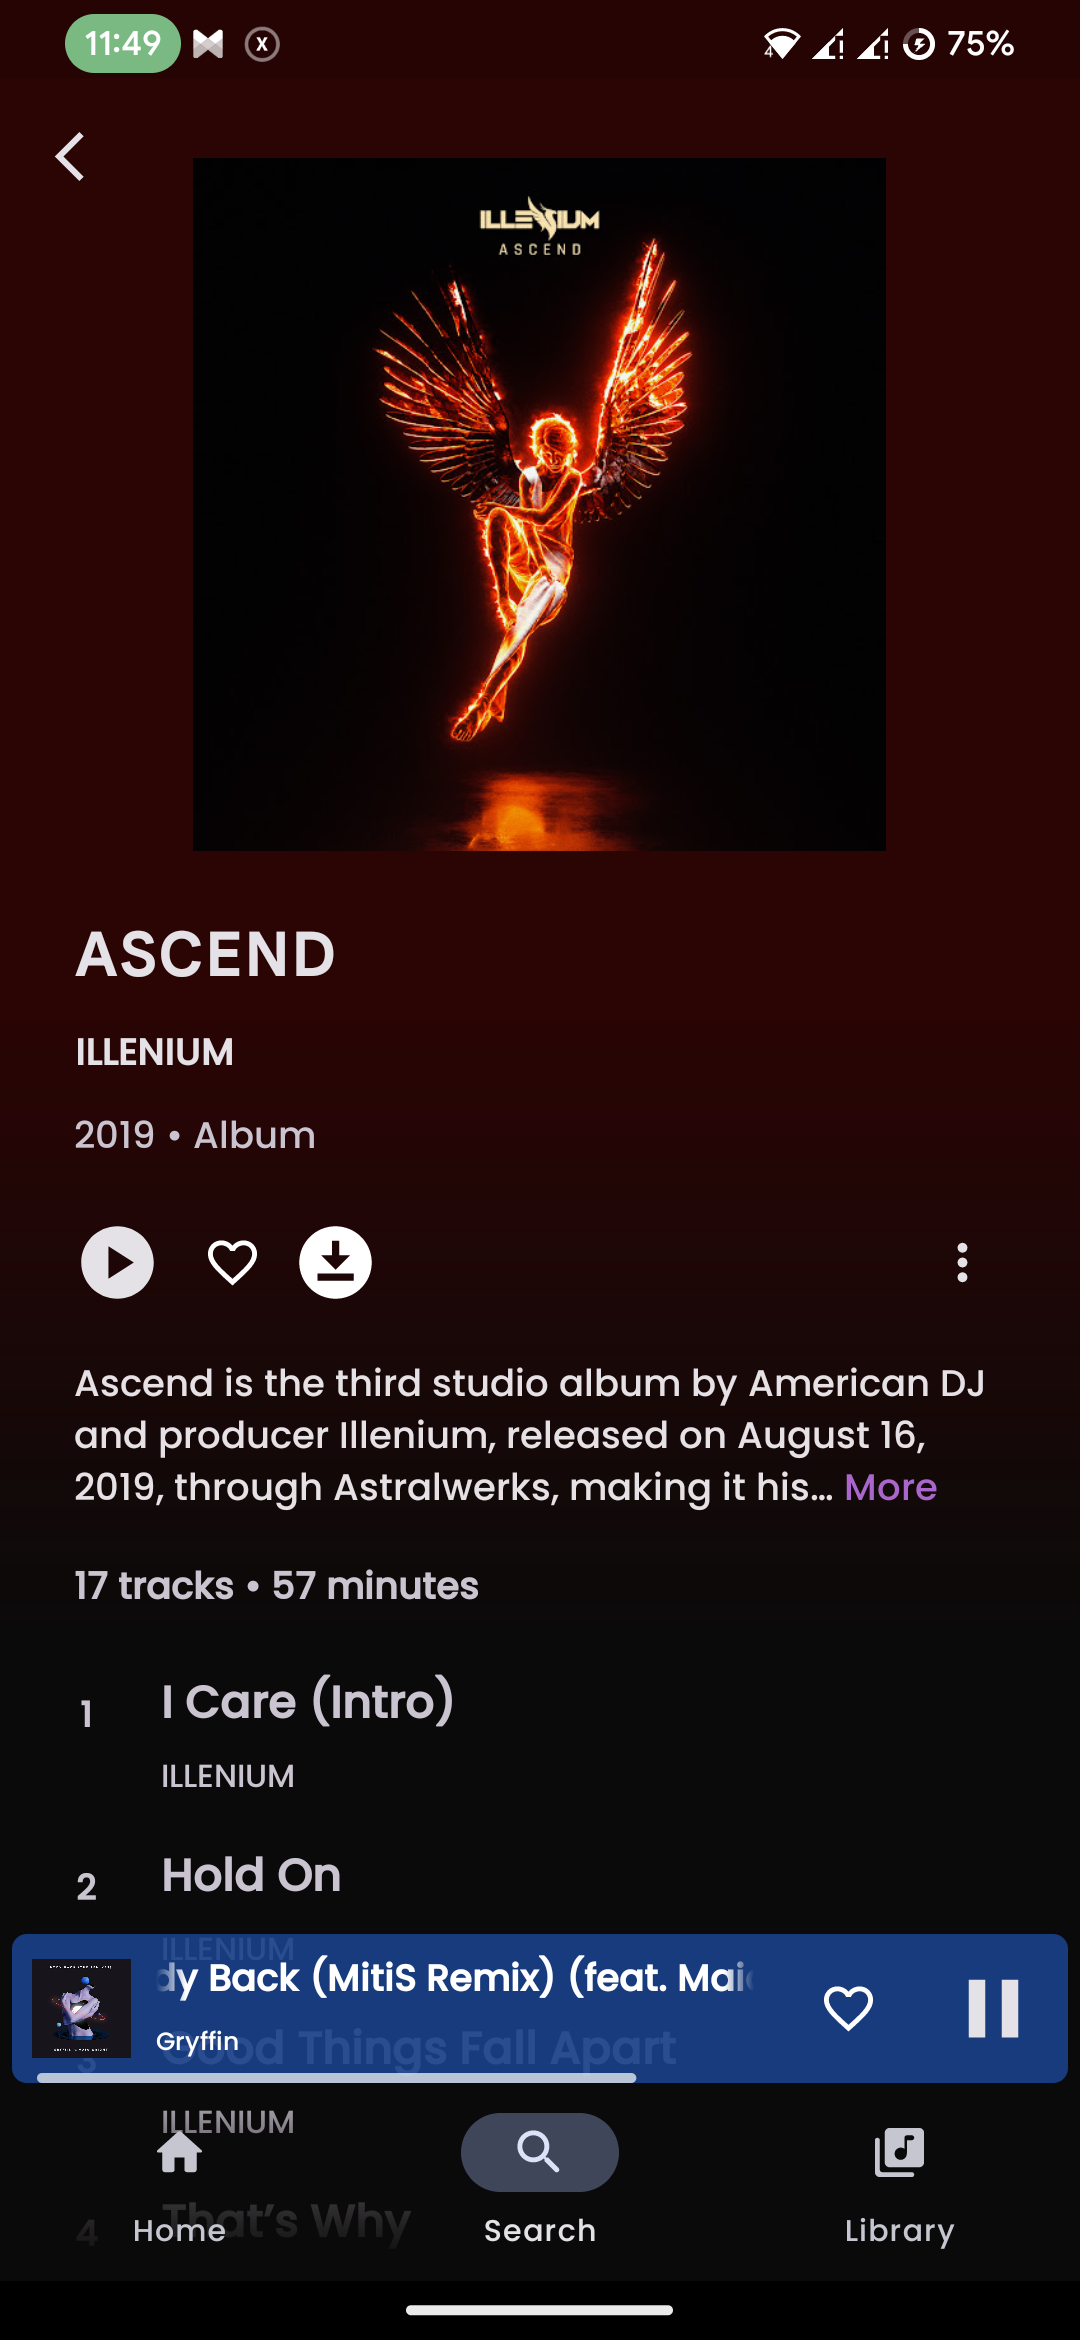 11:49
X
4
75%
ILLENIUM
ASCEND
ASCEND
ILLENIUM
2019 • Album
Ascend is the third studio album by American DJ
and producer Illenium, released on August 16,
2019, through Astralwerks, making it his... More
17 tracks • 57 minutes
1
I Care (Intro)
ILLENIUM
2
Hold On
ILLENIUM
dy Back (MitiS Remix) (feat. Mai
Gryffin
3
Good Things Fall Apart
ILLENIUM
4
That's Why
Home
Search
Library